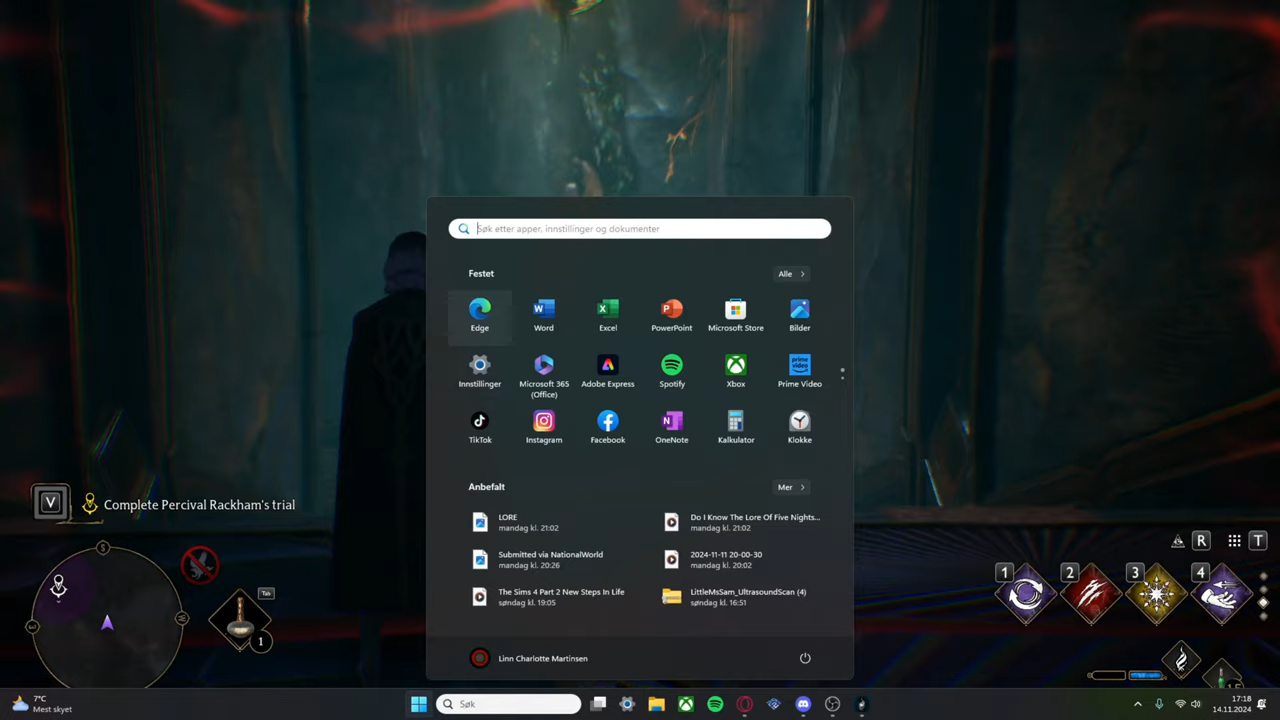 Søk etter apper, innstillinger og dokumenter
Festet
Alle
Edge
Word
Excel
PowerPoint
Microsoft Store
Bilder
Innstillinger
Microsoft 365
(Office)
Adobe Express
Spotify
Xbox
prime video
Prime Video
TikTok
Instagram
Facebook
OneNote
Kalkulator
Klokke
Anbefalt
Mer
LORE
mandag kl. 21:02
Do I Know The Lore Of Five Nights...
mandag kl. 21:02
Submitted via NationalWorld
mandag kl. 20:26
2024-11-11 20-00-30
mandag kl. 20:02
The Sims 4 Part 2 New Steps In Life
søndag kl. 19:05
LittleMsSam_UltrasoundScan (4)
søndag kl. 16:51
Linn Charlotte Martinsen
V
Complete Percival Rackham's trial
S
Tab
1
R
T
1
2
3
4
7°C
Mest skyet
Søk
17:18
14.11.2024